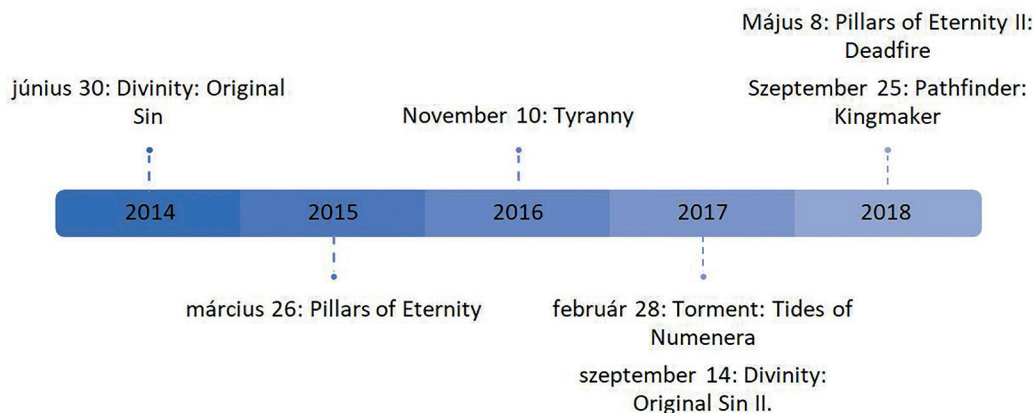 Május 8: Pillars of Eternity II:
Deadfire
június 30: Divinity: Original
Sin
Szeptember 25: Pathfinder:
Kingmaker
November 10: Tyranny
2014 2015 2016 2017 2018
március 26: Pillars of Eternity
február 28: Torment: Tides of
Numenera
szeptember 14: Divinity:
Original Sin II.